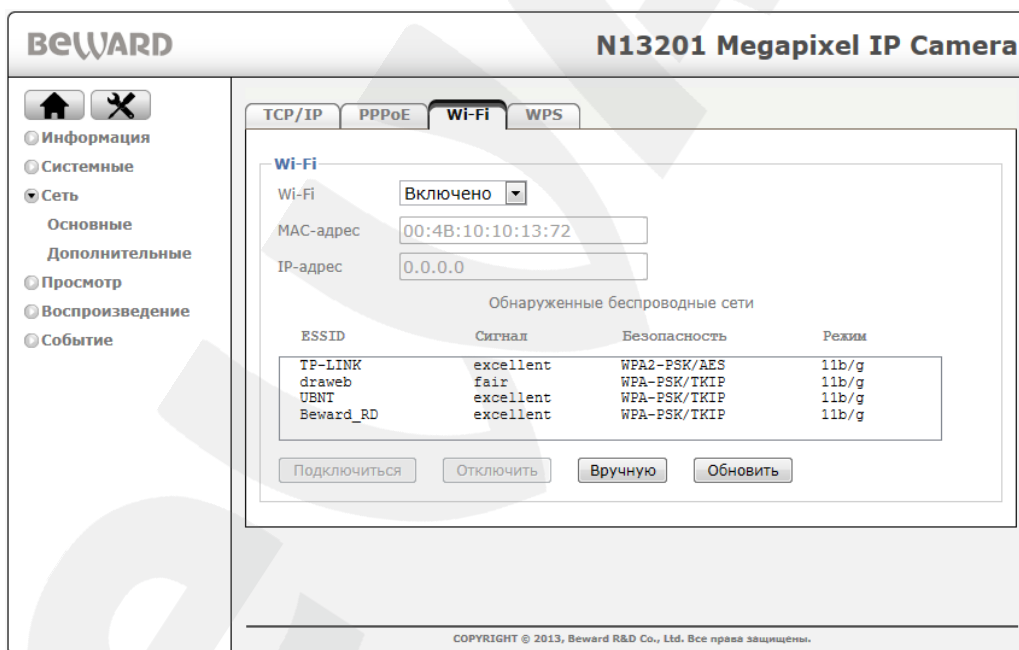 BEWARD
N13201 Megapixel IP Camera
Информация
Системные
Сеть
Основные
Дополнительные
Просмотр
Воспроизведение
Событие
TCP/IP PPPoE Wi-Fi WPS
Wi-Fi
Wi-Fi Включено
MAC-адрес 00:4B:10:10:13:72
IP-адрес 0.0.0.0
Обнаруженные беспроводные сети
ESSID Сигнал Безопасность Режим
TP-LINK excellent WPA2-PSK/AES 11b/g
draweb fair WPA-PSK/TKIP 11b/g
UBNT excellent WPA-PSK/TKIP 11b/g
Beward_RD excellent WPA-PSK/TKIP 11b/g
Подключиться Отключить Вручную Обновить
COPYRIGHT © 2013, Beward R&D Co., Ltd. Все права защищены.